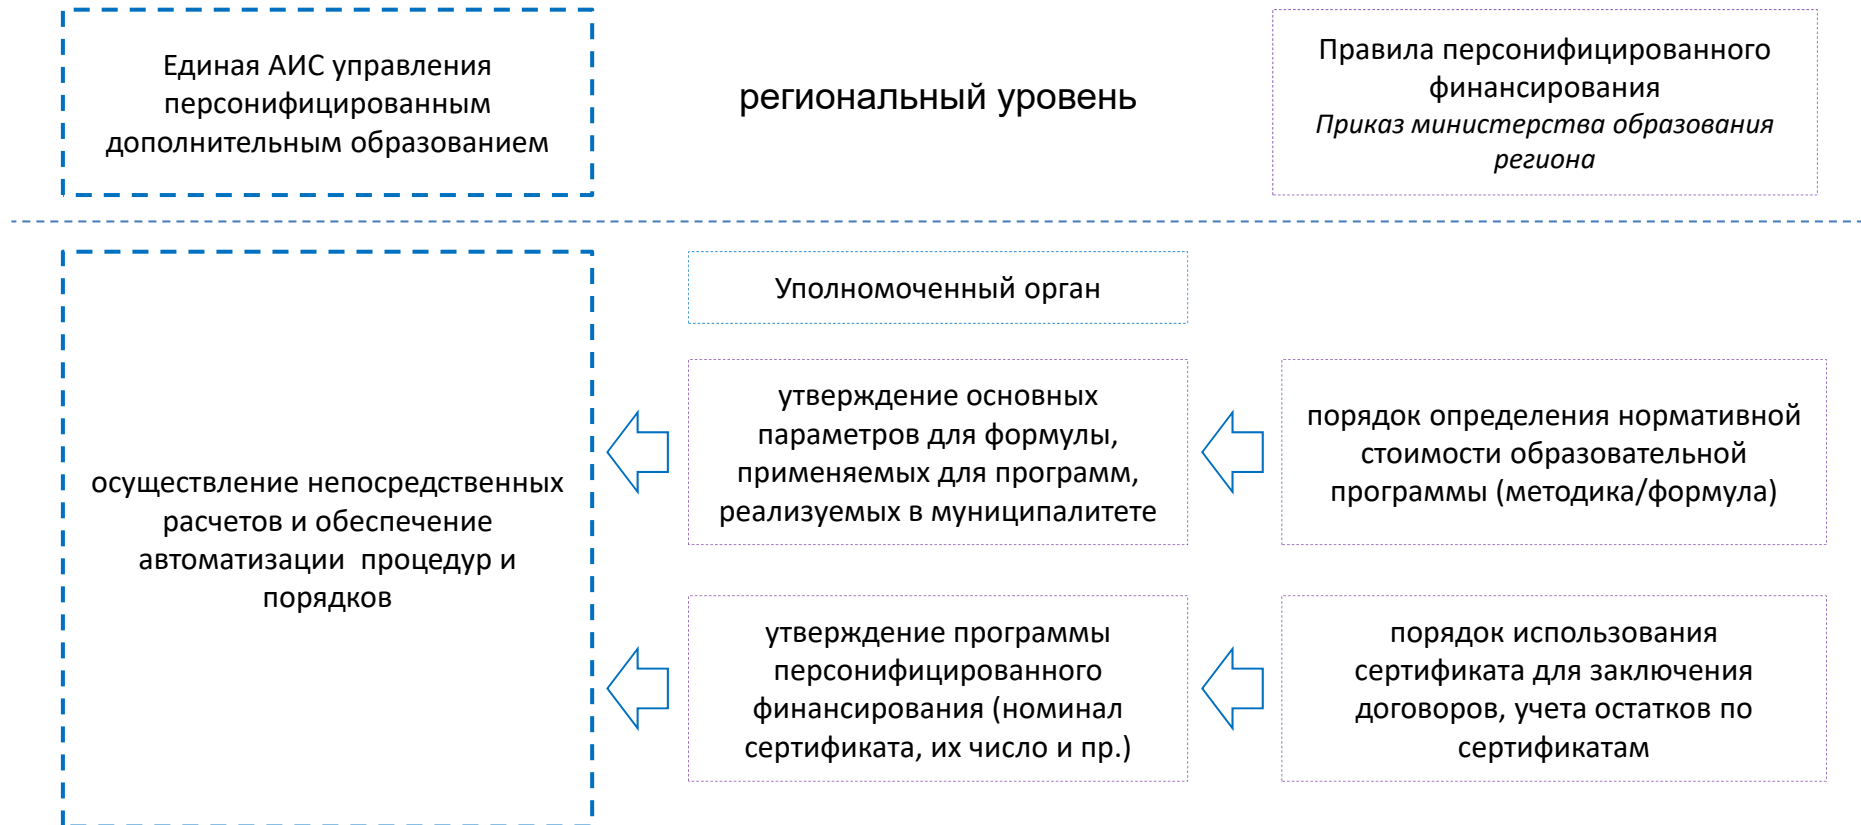 Единая АИС управления
персонифицированным
дополнительным образованием
региональный уровень
Правила персонифицированного
финансирования
Приказ министерства образования
региона
осуществление непосредственных
расчетов и обеспечение
автоматизации процедур и
порядков
Уполномоченный орган
утверждение основных
параметров для формулы,
применяемых для программ,
реализуемых в муниципалитете
порядок определения нормативной
стоимости образовательной
программы (методика/формула)
утверждение программы
персонифицированного
финансирования (номинал
сертификата, их число и пр.)
порядок использования
сертификата для заключения
договоров, учета остатков по
сертификатам